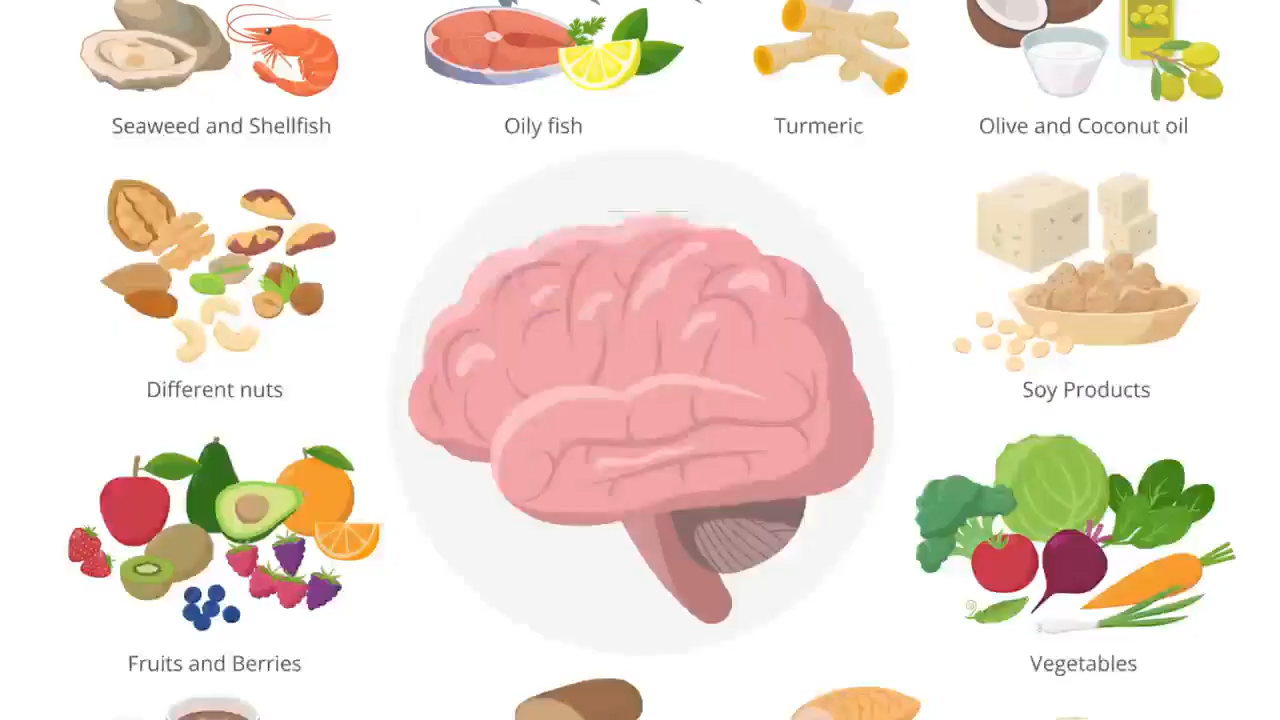 Seaweed and Shellfish
Oily fish
Turmeric
Olive and Coconut oil
Different nuts
Soy Products
Fruits and Berries
Vegetables